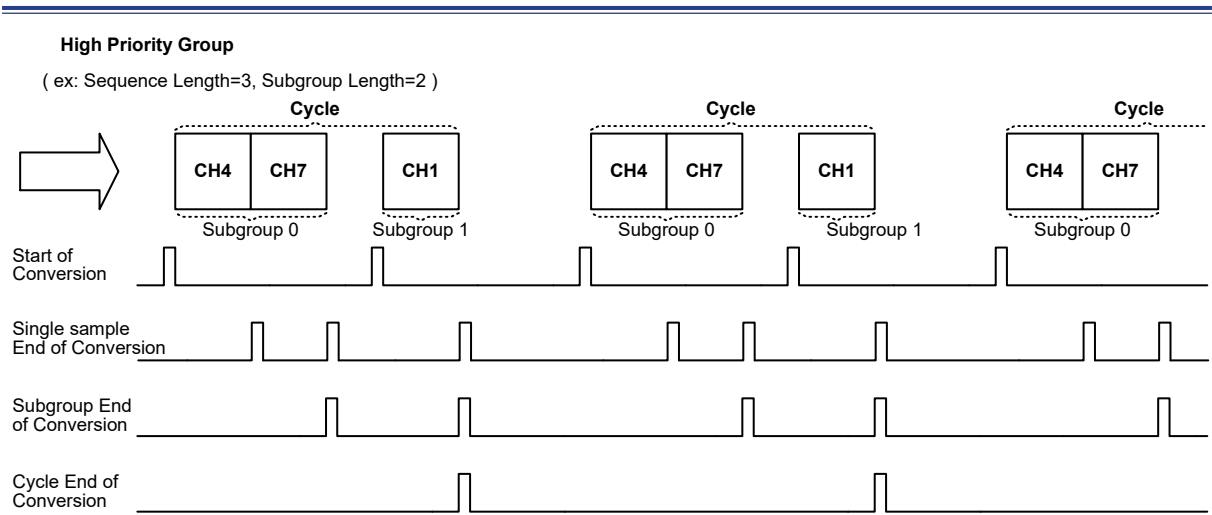 High Priority Group
( ex: Sequence Length=3, Subgroup Length=2 )
Cycle Cycle Cycle
CH4 CH7 CH1 CH4 CH7 CH1 CH4 CH7
Subgroup 0 Subgroup 1 Subgroup 0 Subgroup 1 Subgroup 0
Start of
Conversion
Single sample
End of Conversion
Subgroup End
of Conversion
Cycle End of
Conversion